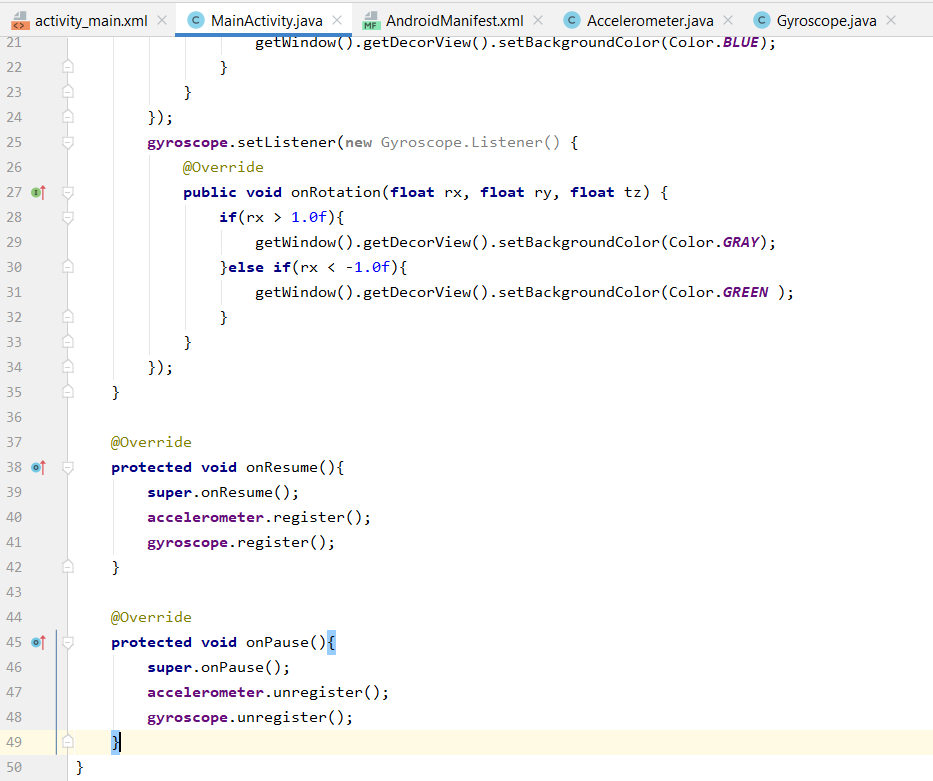 activity_main.xml MainActivity.java AndroidManifest.xml Accelerometer.java Gyroscope.java
21 getWindow().getDecorView().setBackgroundColor(Color.BLUE);
22 }
23 }
24 });
25 gyroscope.setListener(new Gyroscope.Listener() {
26 @Override
27 public void onRotation(float rx, float ry, float tz) {
28 if(rx > 1.0f){
29 getWindow().getDecorView().setBackgroundColor(Color.GRAY);
30 }else if(rx < -1.0f){
31 getWindow().getDecorView().setBackgroundColor(Color.GREEN );
32 }
33 }
34 });
35 }
36
37 @Override
38 protected void onResume(){
39 super.onResume();
40 accelerometer.register();
41 gyroscope.register();
42 }
43
44 @Override
45 protected void onPause(){
46 super.onPause();
47 accelerometer.unregister();
48 gyroscope.unregister();
49 }
50 }